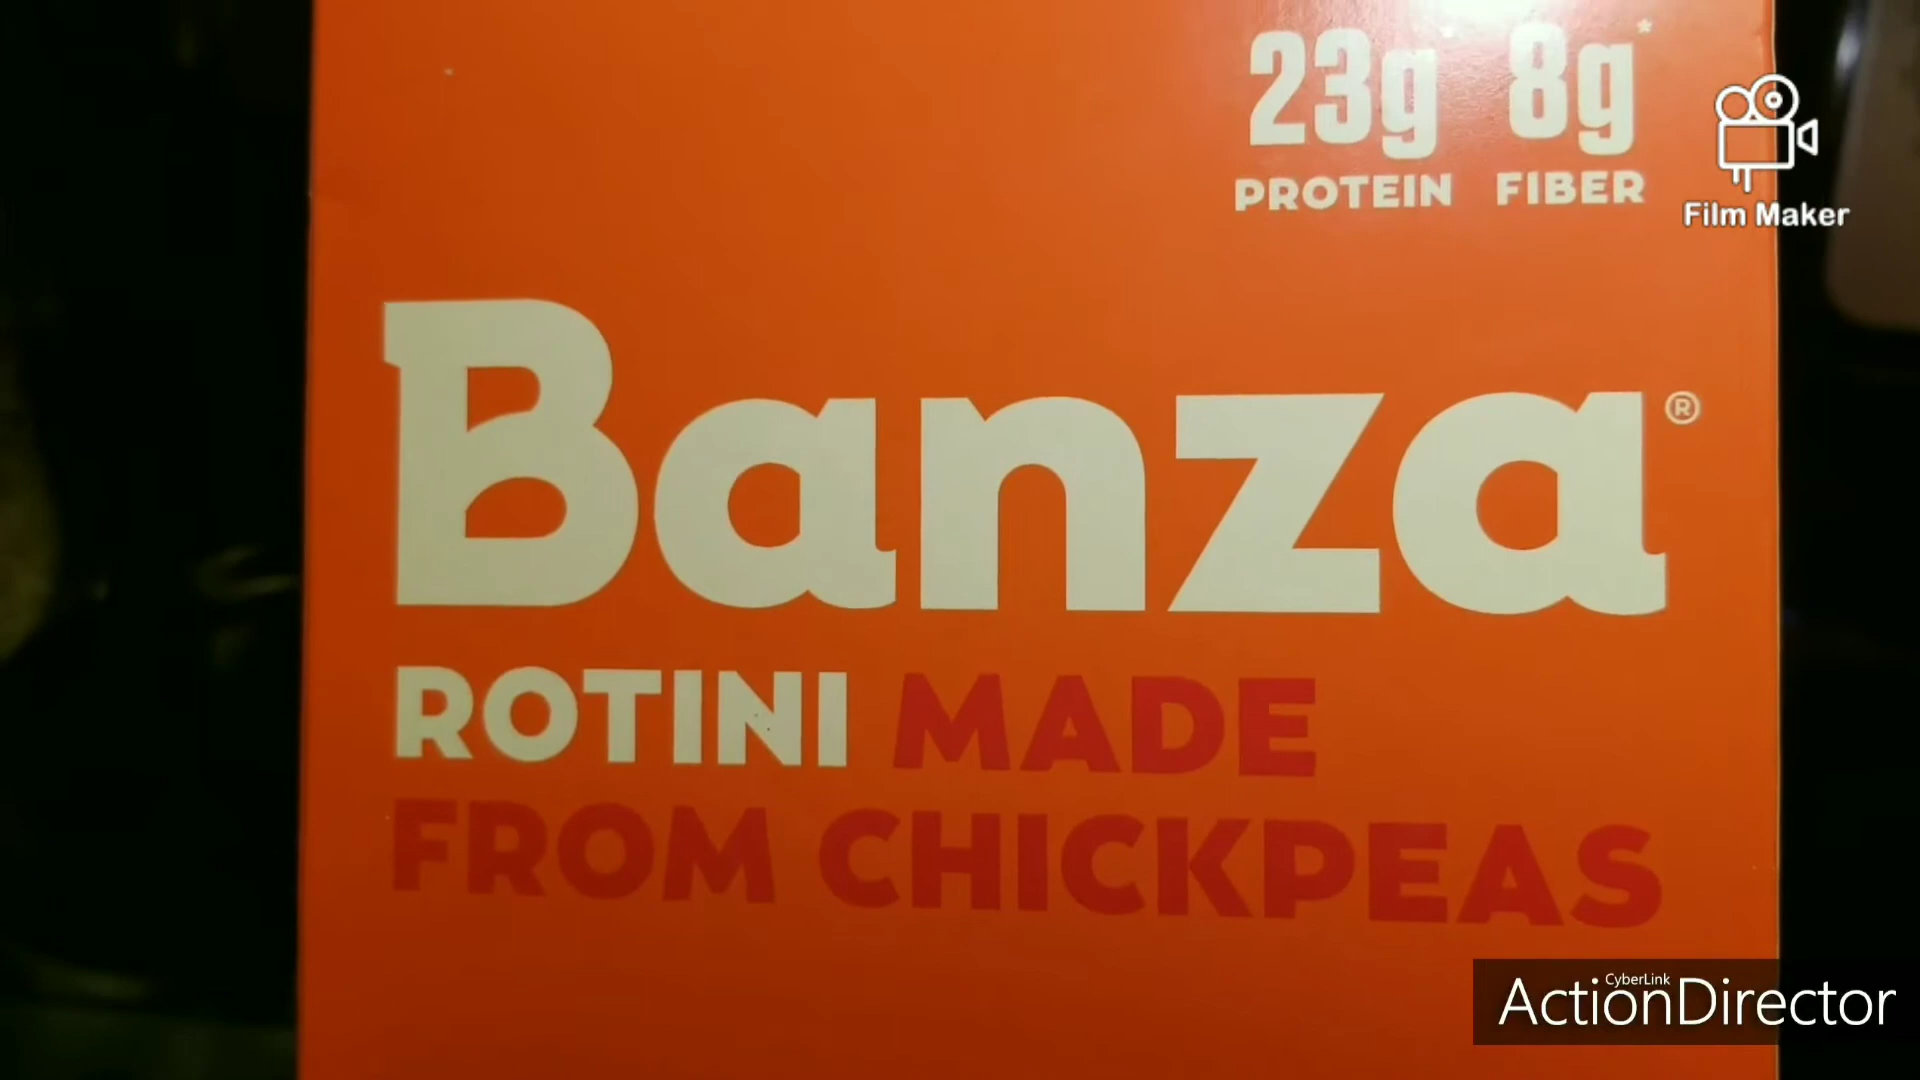 23g 8g*
PROTEIN FIBER
Film Maker
Banza®
ROTINI MADE
FROM CHICKPEAS
CyberLink
ActionDirector